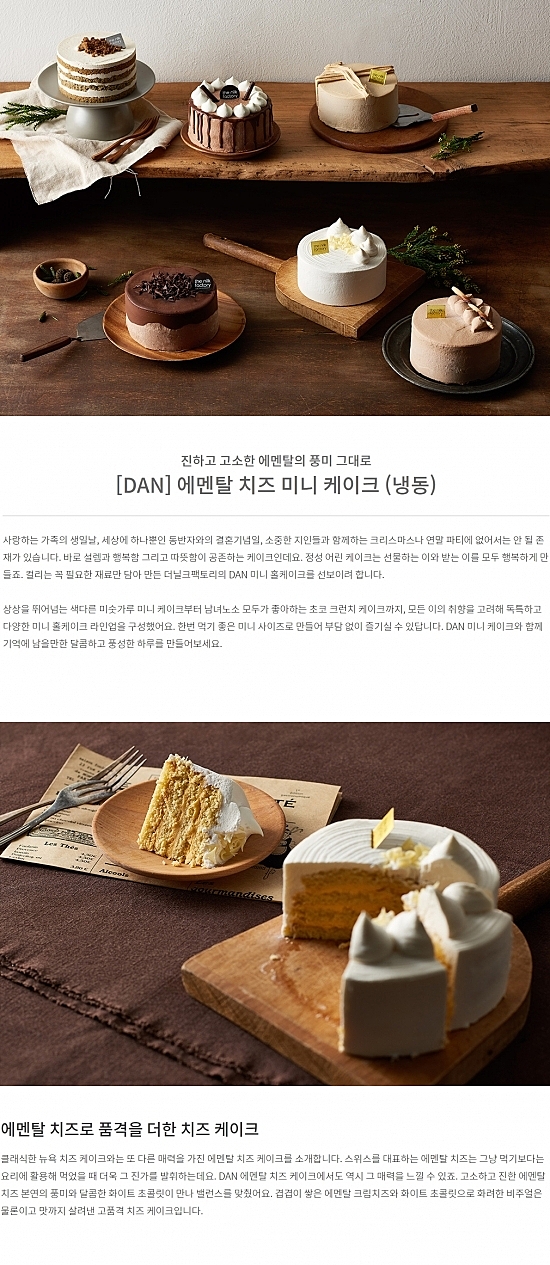 the milk
factory
the milk
factory
the milk
factory
진하고 고소한 에멘탈의 풍미 그대로
[DAN] 에멘탈 치즈 미니 케이크 (냉동)
사랑하는 가족의 생일날, 세상에 하나뿐인 동반자와의 결혼기념일, 소중한 지인들과 함께하는 크리스마스나 연말 파티에 없어서는 안 될 존
재가 있습니다. 바로 설렘과 행복함 그리고 따뜻함이 공존하는 케이크인데요. 정성 어린 케이크는 선물하는 이와 받는 이를 모두 행복하게 만
들죠. 컬리는 꼭 필요한 재료만 담아 만든 더닐크팩토리의 DAN 미니 홀케이크를 선보이려 합니다.
상상을 뛰어넘는 색다른 미숫가루 미니 케이크부터 남녀노소 모두가 좋아하는 초코 크런치 케이크까지, 모든 이의 취향을 고려해 독특하고
다양한 미니 홀케이크 라인업을 구성했어요. 한번 먹기 좋은 미니 사이즈로 만들어 부담 없이 즐기실 수 있답니다. DAN 미니 케이크와 함께
기억에 남을만한 달콤하고 풍성한 하루를 만들어보세요.
TÉ
Les Thés
Alcools
gourmandises
에멘탈 치즈로 품격을 더한 치즈 케이크
클래식한 뉴욕 치즈 케이크와는 또 다른 매력을 가진 에멘탈 치즈 케이크를 소개합니다. 스위스를 대표하는 에멘탈 치즈는 그냥 먹기보다는
요리에 활용해 먹었을 때 더욱 그 진가를 발휘하는데요. DAN 에멘탈 치즈 케이크에서도 역시 그 매력을 느낄 수 있죠. 고소하고 진한 에멘탈
치즈 본연의 풍미와 달콤한 화이트 초콜릿이 만나 밸런스를 맞췄어요. 겹겹이 쌓은 에멘탈 크림치즈와 화이트 초콜릿으로 화려한 비주얼은
물론이고 맛까지 살려낸 고품격 치즈 케이크입니다.